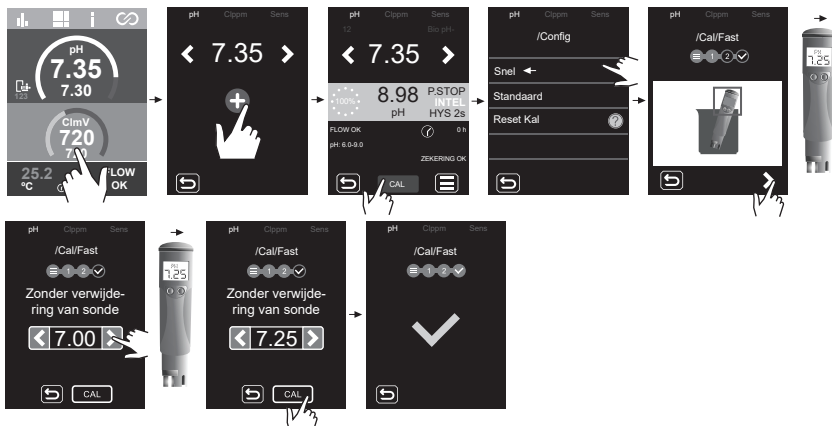 pH
7.35
7.30
123
ClmV
720
25.2
°C
FLOW
OK
pH Clppm Sens
7.35
pH Clppm Sens
12 Bio pH-
7.35
100%
8.98
pH
P.STOP
INTEL
HYS 2s
FLOW OK
0 h
pH: 6.0-9.0
ZEKERING OK
CAL
pH Clppm Sens
/Config
Snel
Standaard
Reset Kal
pH Clppm Sens
/Cal/Fast
1 2
PH
7.25
pH Clppm Sens
/Cal/Fast
1 2
Zonder verwijde-
ring van sonde
7.00
CAL
PH
7.25
pH Clppm Sens
/Cal/Fast
1 2
Zonder verwijde-
ring van sonde
7.25
CAL
pH Clppm Sens
/Cal/Fast
1 2